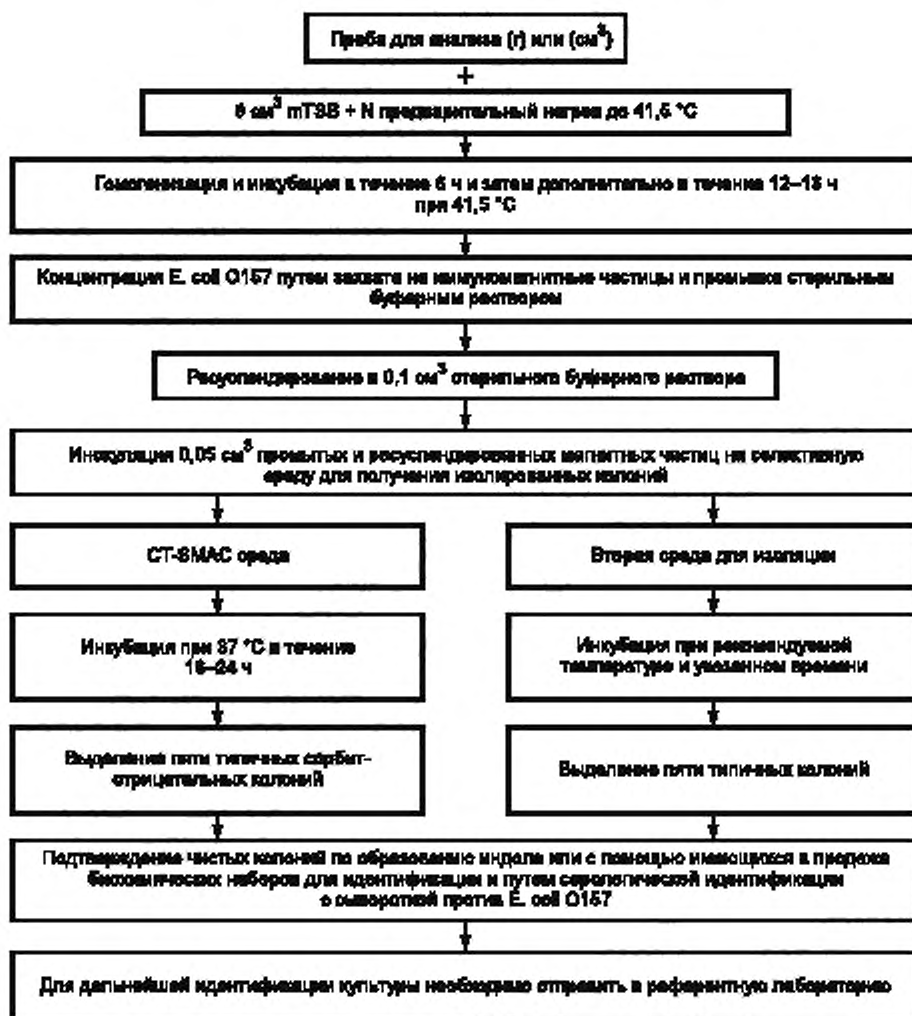 Проба для анализа (г) или (см³)
+
9 см³ mTSB + N предварительный нагрев до 41,5 °C
Гомогенизация и инкубация в течение 6 ч и затем дополнительно в течение 12–18 ч
при 41,5 °C
Концентрация E. coli O157 путем захвата на иммуномагнитные частицы и промывка стерильным
буферным раствором
Ресуспендирование в 0,1 см³ стерильного буферного раствора
Инокуляция 0,05 см³ промытых и ресуспендированных магнитных частиц на селективную
среду для получения изолированных колоний
CT-SMAC среда
Вторая среда для изоляции
Инкубация при 37 °C в течение
18–24 ч
Инкубация при рекомендуемой
температуре и указанном времени
Выделение пяти типичных сорбит-
отрицательных колоний
Выделение пяти типичных колоний
Подтверждение чистых колоний по образованию индола или с помощью имеющихся в продаже
биохимических наборов для идентификации и путем серологической идентификации
с сывороткой против E. coli O157
Для дальнейшей идентификации культуры необходимо отправить в референтную лабораторию